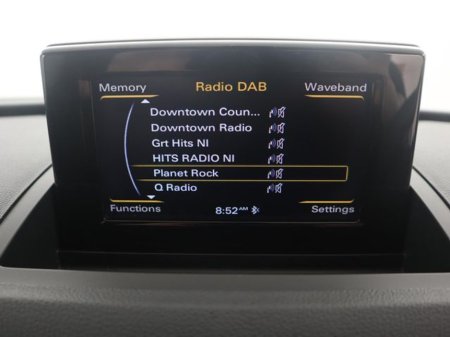 Memory Radio DAB Waveband
Downtown Coun...
Downtown Radio
Grt Hits NI
HITS RADIO NI
Planet Rock
Q Radio
Functions 8:52AM Settings